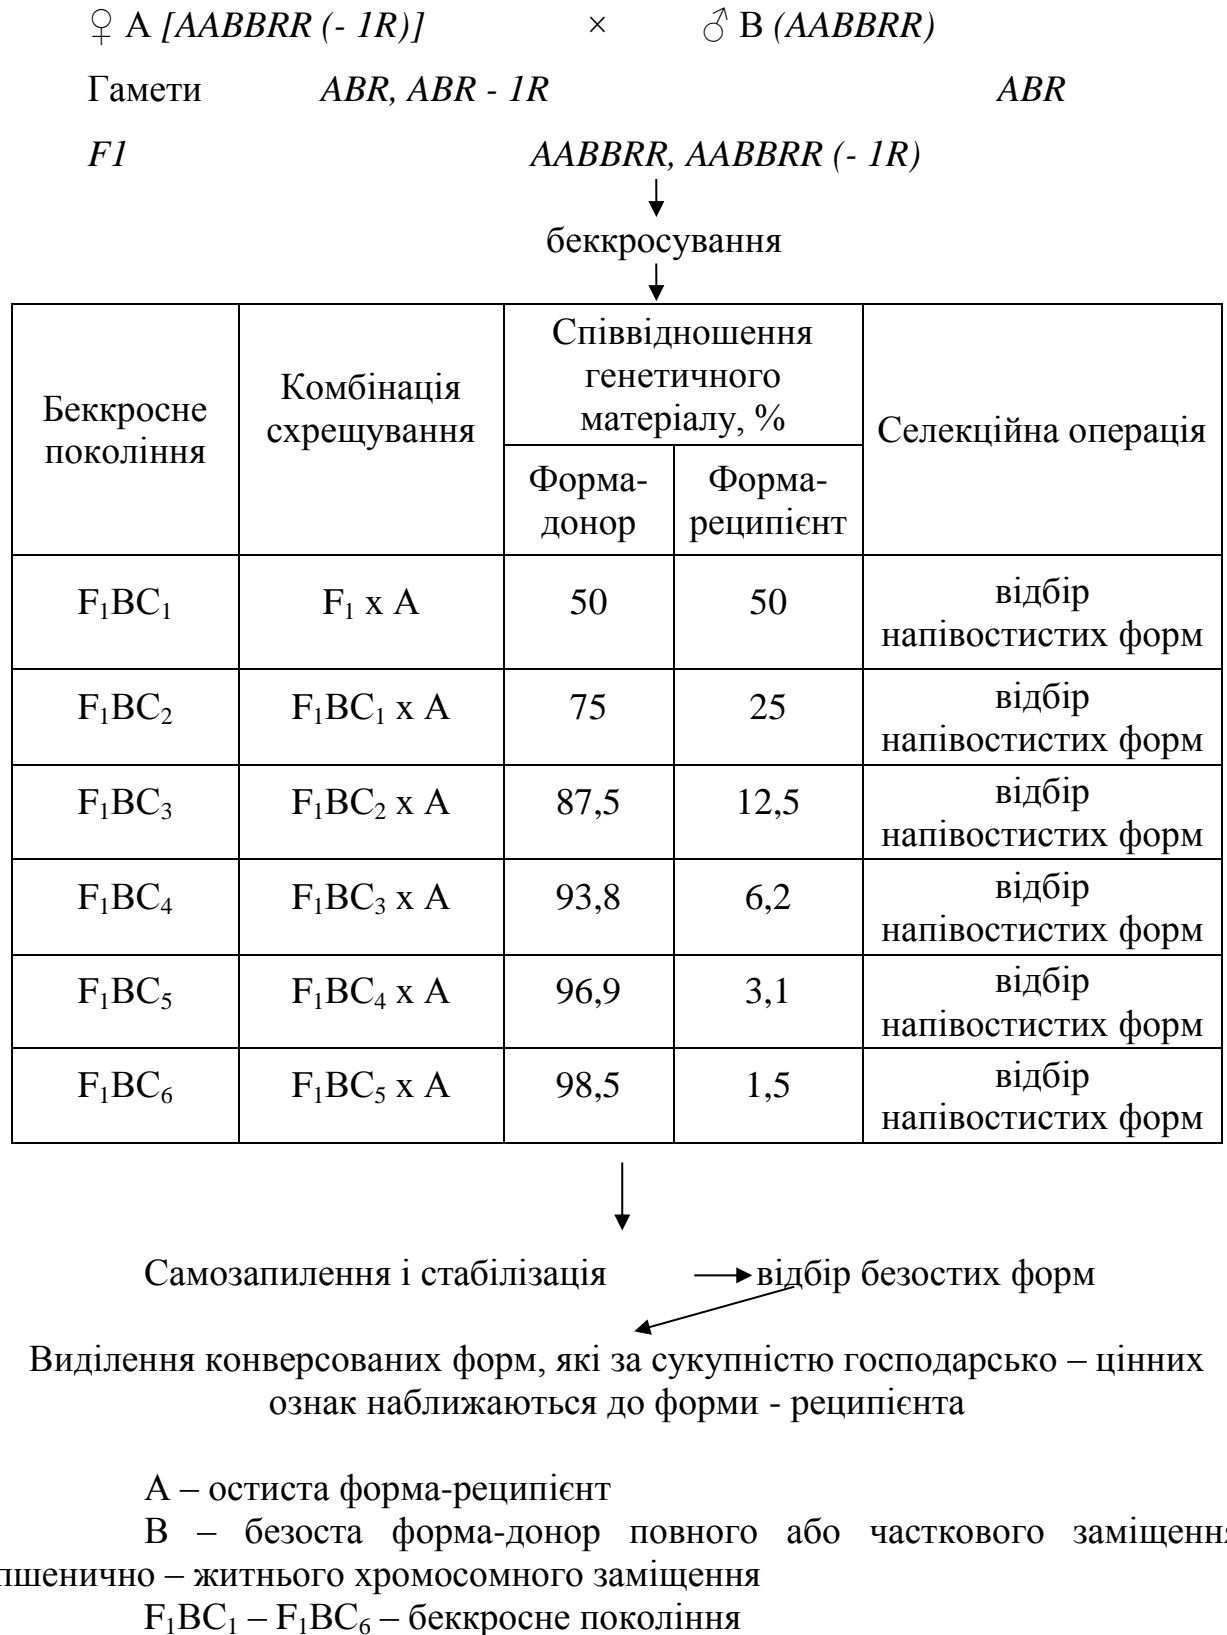 ♀ А [AABBRR (- 1R)] × ♂ В (AABBRR)
Гамети ABR, ABR - 1R ABR
F1 AABBRR, AABBRR (- 1R)
беккросування
Беккросне покоління
Комбінація схрещування
Співвідношення генетичного матеріалу, %
Селекційна операція
Форма-донор
Форма-реципієнт
F₁BC₁ F₁ x A 50 50 відбір напівостистих форм
F₁BC₂ F₁BC₁ x A 75 25 відбір напівостистих форм
F₁BC₃ F₁BC₂ x A 87,5 12,5 відбір напівостистих форм
F₁BC₄ F₁BC₃ x A 93,8 6,2 відбір напівостистих форм
F₁BC₅ F₁BC₄ x A 96,9 3,1 відбір напівостистих форм
F₁BC₆ F₁BC₅ x A 98,5 1,5 відбір напівостистих форм
Самозапилення і стабілізація відбір безостих форм
Виділення конверсованих форм, які за сукупністю господарсько – цінних
ознак наближаються до форми - реципієнта
А – остиста форма-реципієнт
В – безоста форма-донор повного або часткового заміщення
пшенично – житнього хромосомного заміщення
F₁BC₁ – F₁BC₆ – беккросне покоління